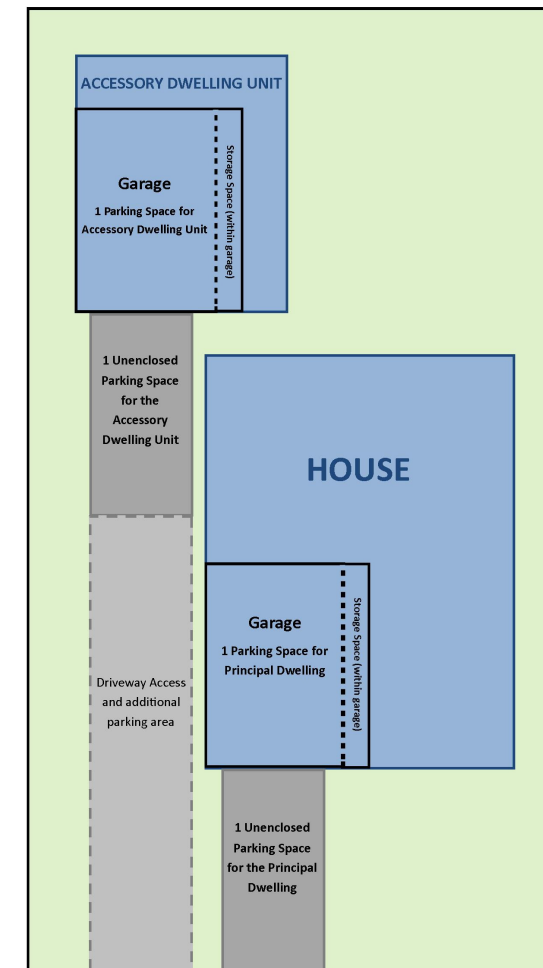 ACCESSORY DWELLING UNIT
Garage
1 Parking Space for
Accessory Dwelling Unit
Storage Space (within garage)
1 Unenclosed
Parking Space
for the
Accessory
Dwelling Unit
HOUSE
Garage
1 Parking Space for
Principal Dwelling
Storage Space (within garage)
Driveway Access
and additional
parking area
1 Unenclosed
Parking Space
for the Principal
Dwelling